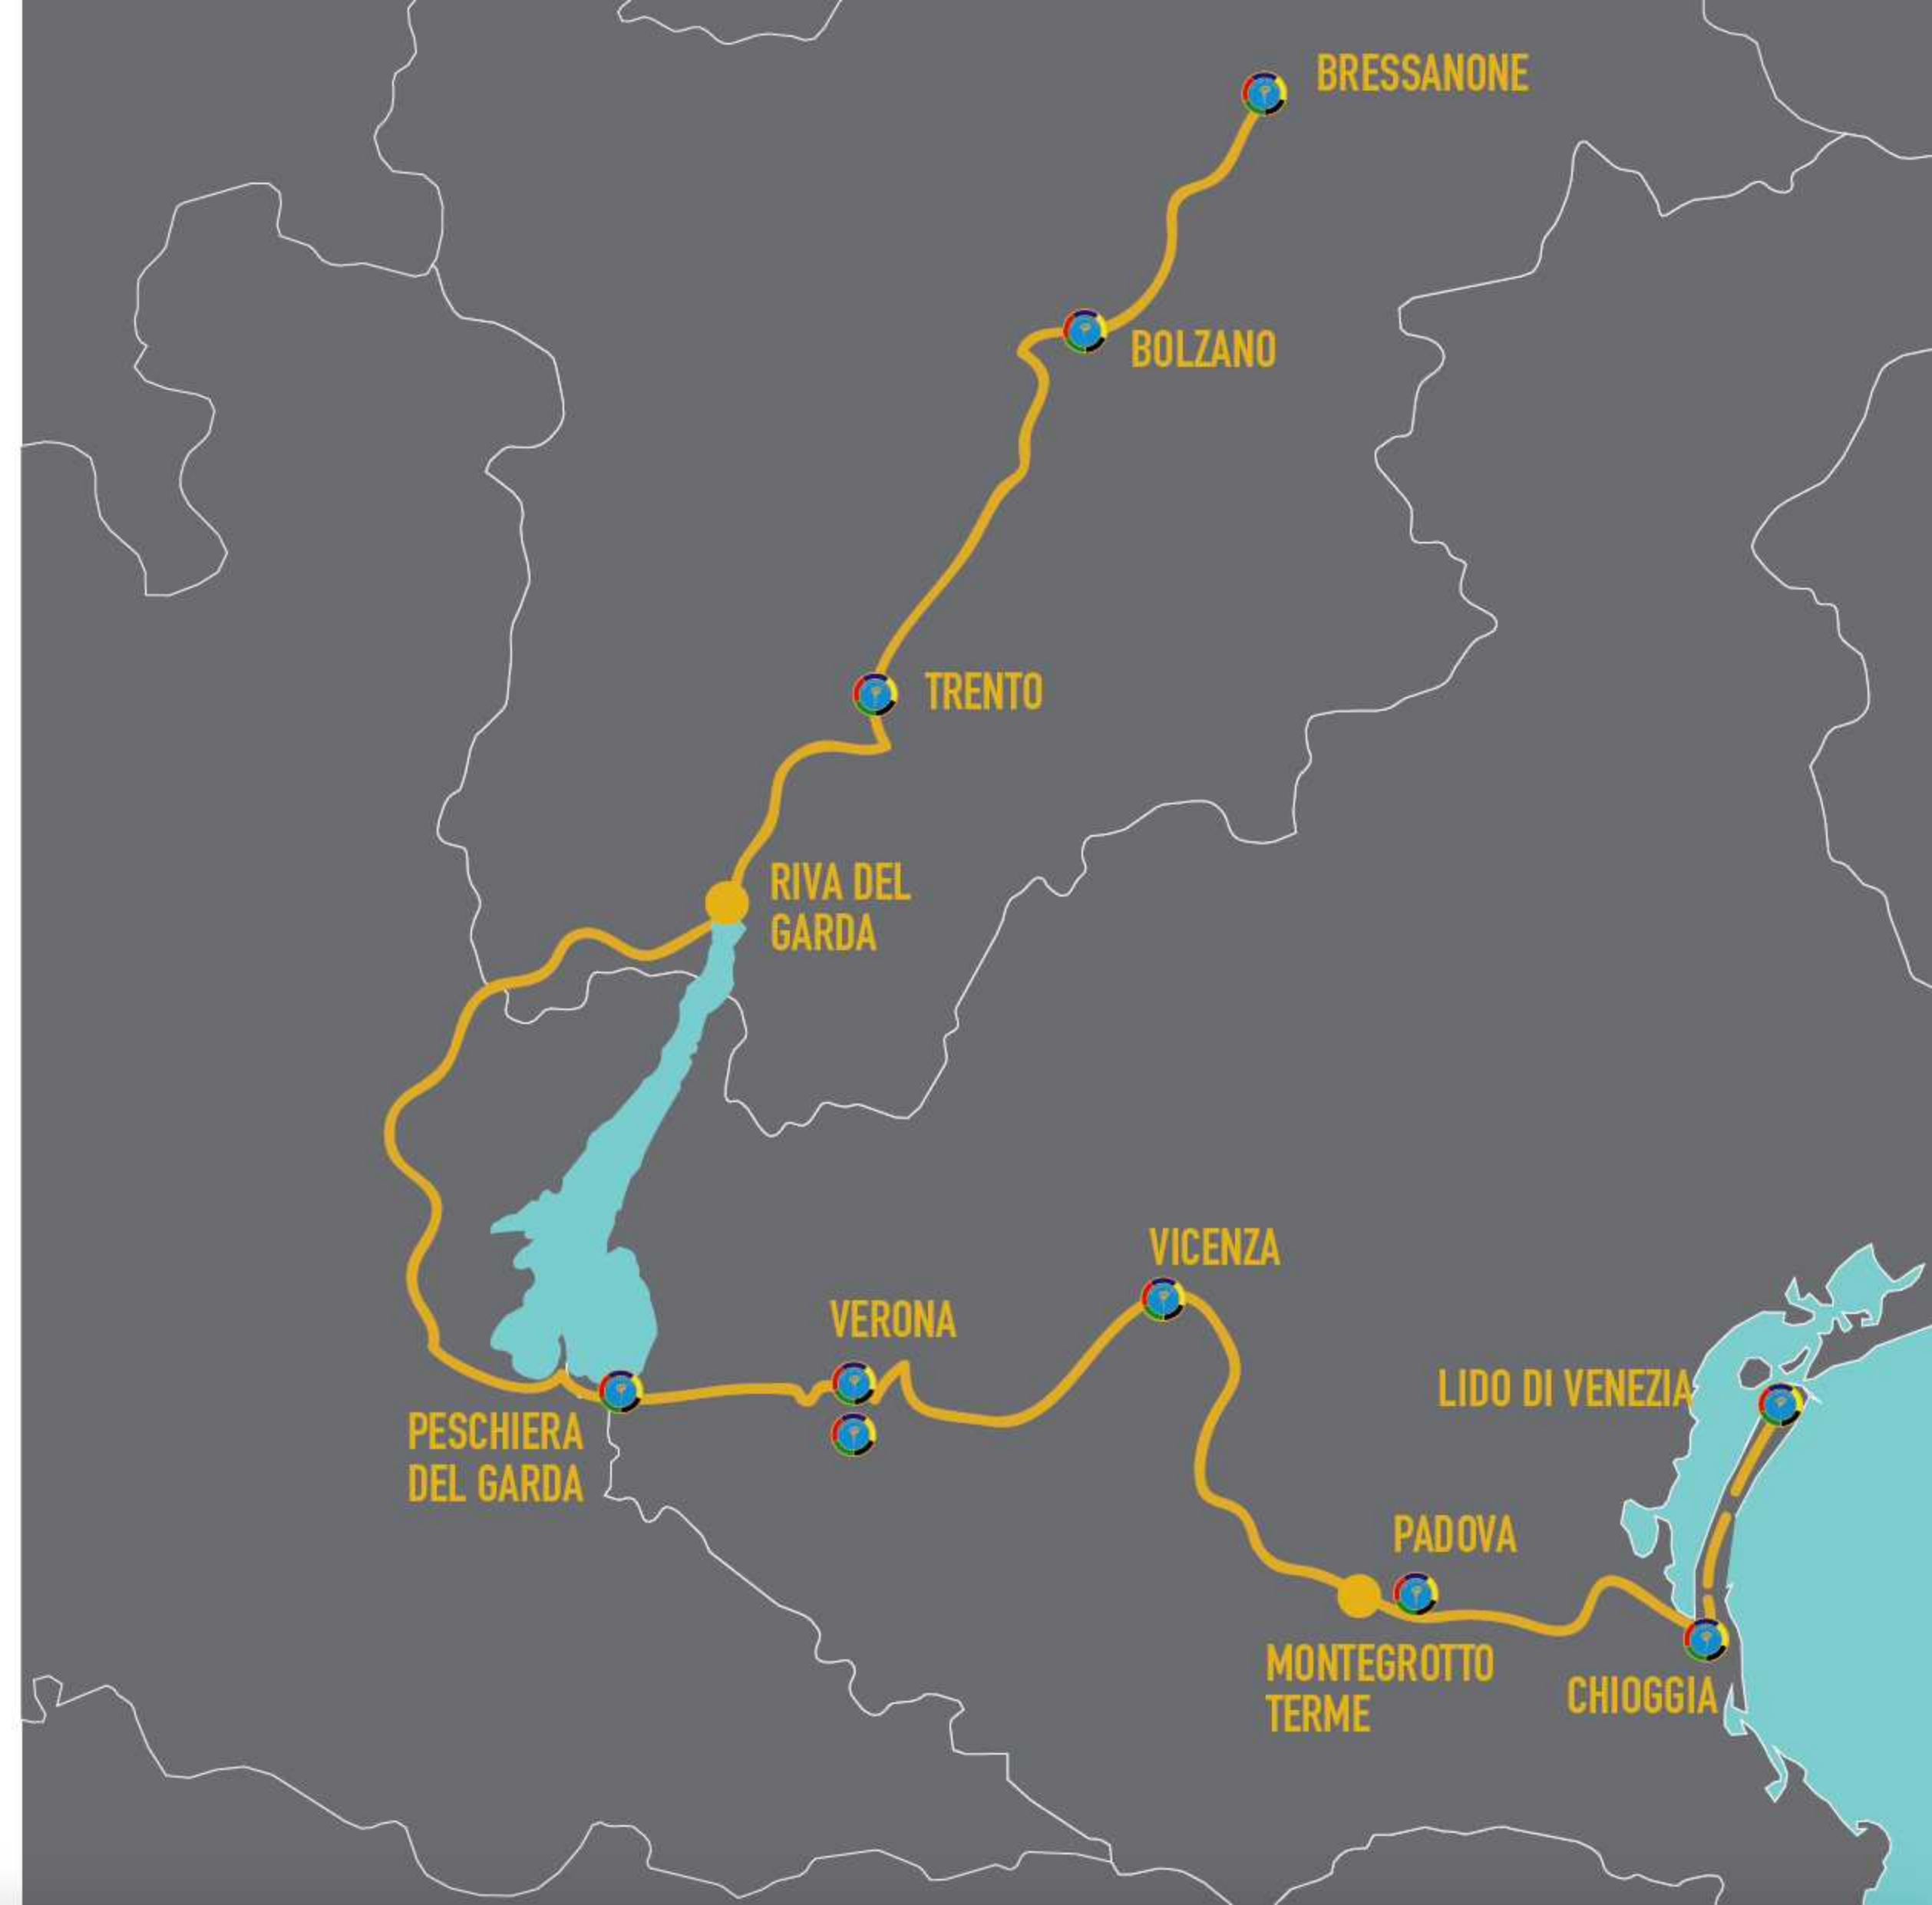 BRESSANONE
BOLZANO
TRENTO
RIVA DEL
GARDA
VICENZA
VERONA
LIDO DI VENEZIA
PESCHIERA
DEL GARDA
PADOVA
MONTEGROTTO
TERME
CHIOGGIA